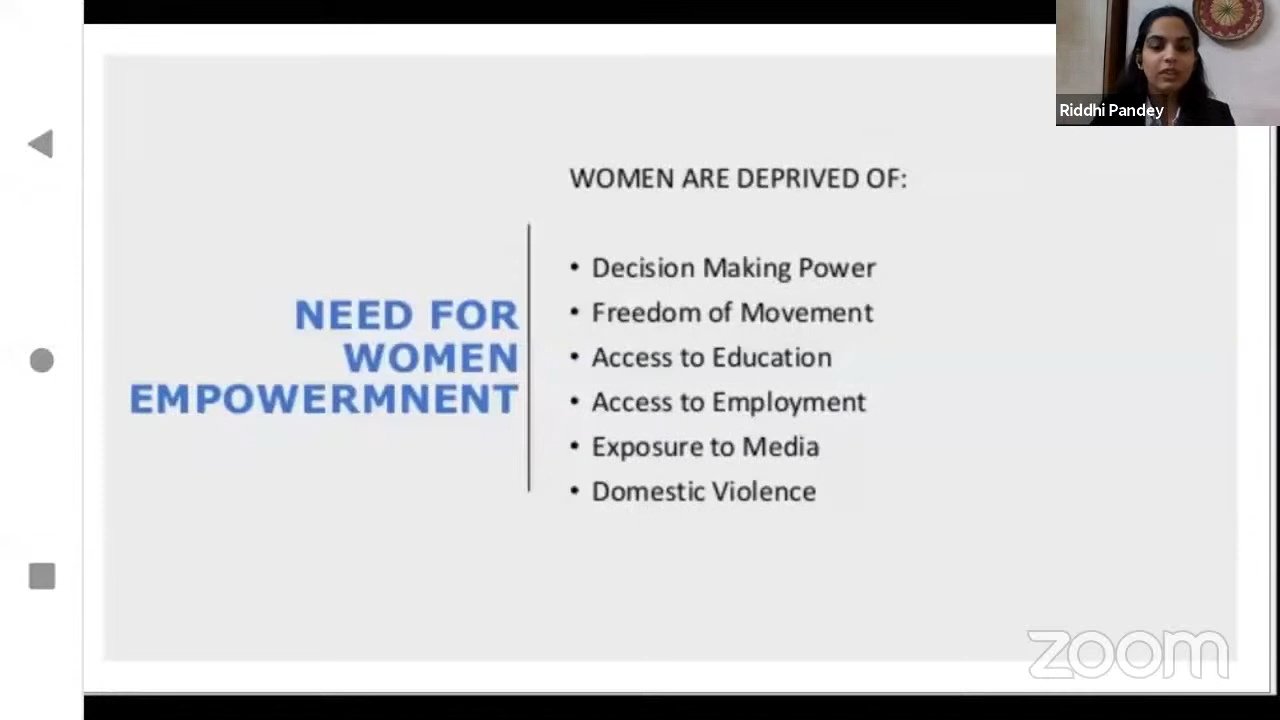 Riddhi Pandey
WOMEN ARE DEPRIVED OF:
NEED FOR
WOMEN
EMPOWERMNENT
• Decision Making Power
• Freedom of Movement
• Access to Education
• Access to Employment
• Exposure to Media
• Domestic Violence
zoom